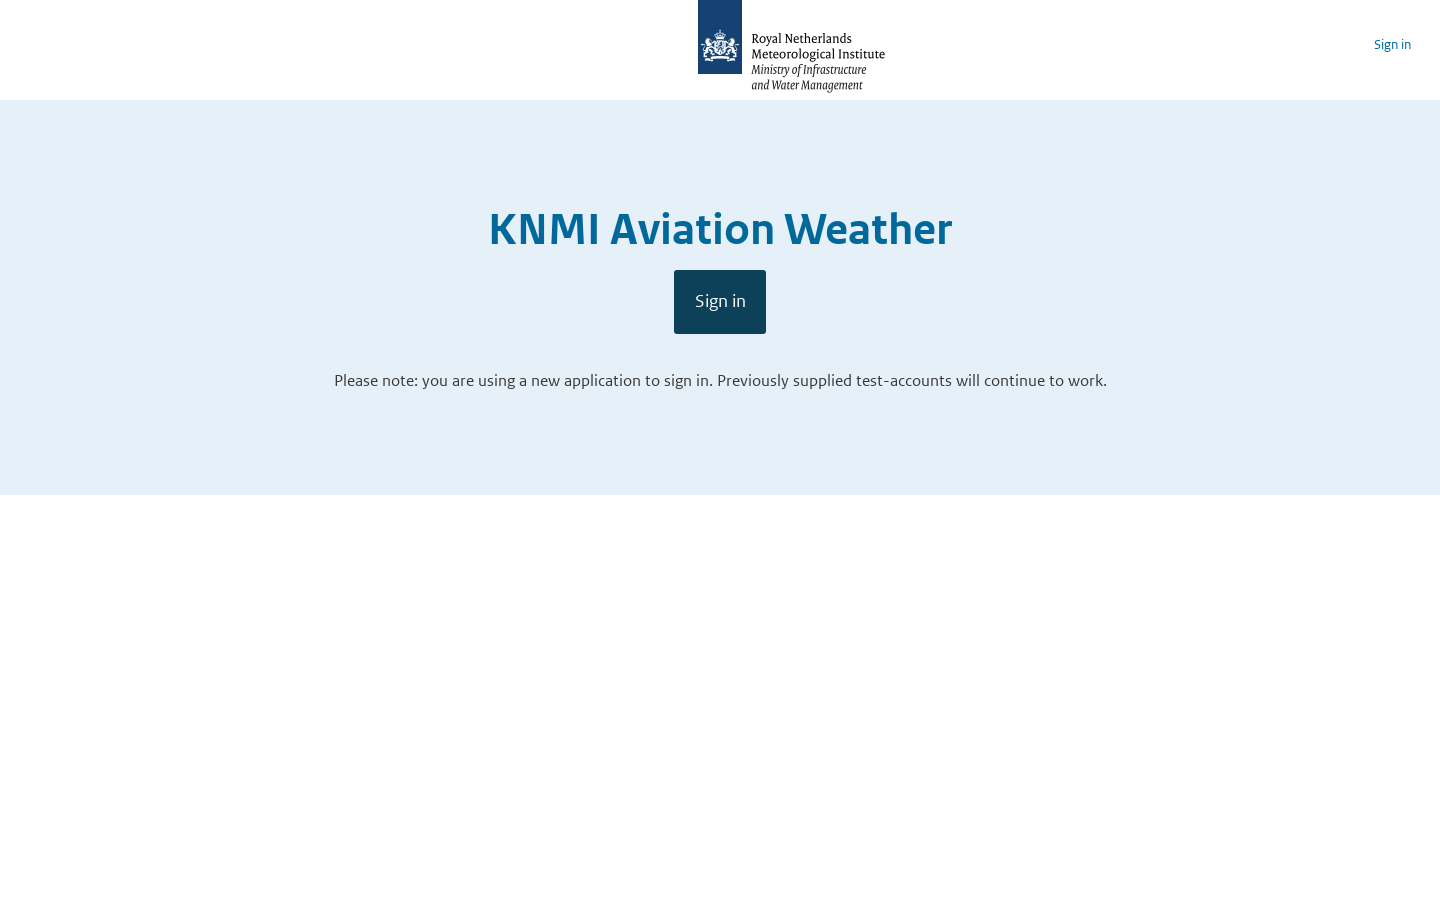 Royal Netherlands
Meteorological Institute
Ministry of Infrastructure
and Water Management
Sign in
KNMI Aviation Weather
Sign in
Please note: you are using a new application to sign in. Previously supplied test-accounts will continue to work.